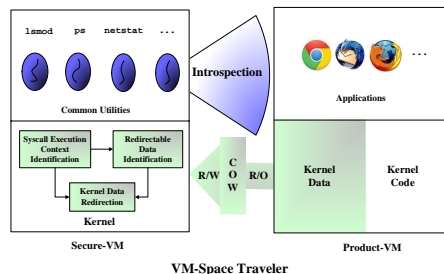 lsmod ps netstat ...
Common Utilities
Introspection
...
Applications
Syscall Execution
Context
Identification
Redirectable
Data
Identification
Kernel Data
Redirection
Kernel
R/W
C
O
W
R/O
Kernel
Data
Kernel
Code
Secure-VM
Product-VM
VM-Space Traveler